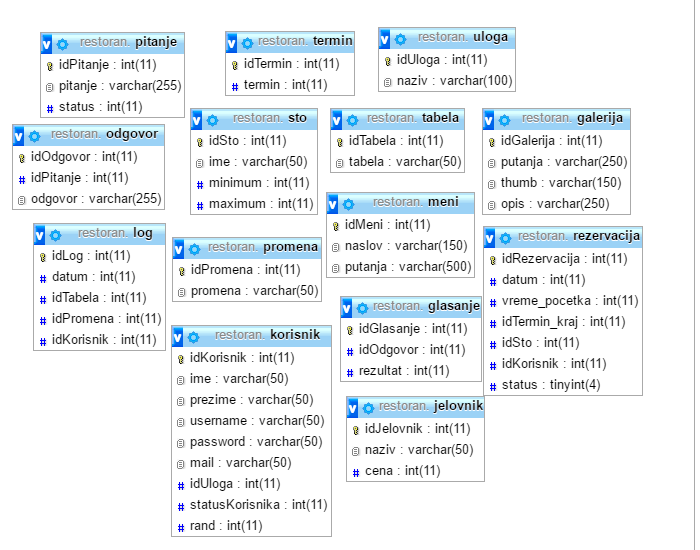 restoran. pitanje
idPitanje : int(11)
pitanje : varchar(255)
status : int(11)
restoran. termin
idTermin : int(11)
termin : int(11)
restoran. uloga
idUloga : int(11)
naziv : varchar(100)
restoran. odgovor
idOdgovor : int(11)
idPitanje : int(11)
odgovor : varchar(255)
restoran. sto
idSto : int(11)
ime : varchar(50)
minimum : int(11)
maximum : int(11)
restoran. tabela
idTabela : int(11)
tabela : varchar(50)
restoran. galerija
idGalerija : int(11)
putanja : varchar(250)
thumb : varchar(150)
opis : varchar(250)
restoran. log
idLog : int(11)
datum : int(11)
idTabela : int(11)
idPromena : int(11)
idKorisnik : int(11)
restoran. promena
idPromena : int(11)
promena : varchar(50)
restoran. meni
idMeni : int(11)
naslov : varchar(150)
putanja : varchar(500)
restoran. rezervacija
idRezervacija : int(11)
datum : int(11)
vreme_pocetka : int(11)
idTermin_kraj : int(11)
idSto : int(11)
idKorisnik : int(11)
status : tinyint(4)
restoran. glasanje
idGlasanje : int(11)
idOdgovor : int(11)
rezultat : int(11)
restoran. korisnik
idKorisnik : int(11)
ime : varchar(50)
prezime : varchar(50)
username : varchar(50)
password : varchar(50)
mail : varchar(50)
idUloga : int(11)
statusKorisnika : int(11)
rand : int(11)
restoran. jelovnik
idJelovnik : int(11)
naziv : varchar(50)
cena : int(11)